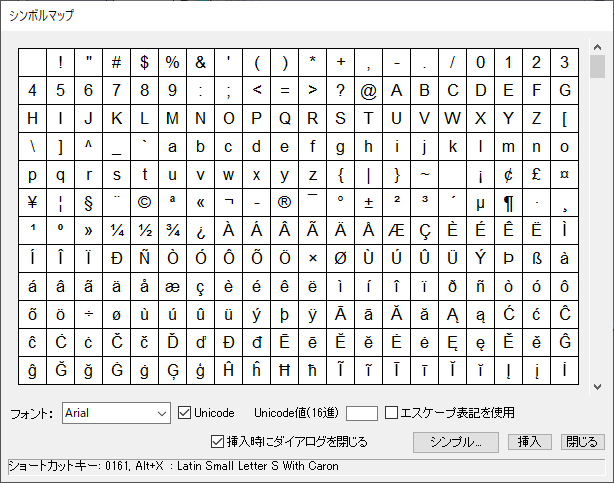 シンボルマップ
! " # $ % & ' ( ) * + , - . / 0 1 2 3
4 5 6 7 8 9 : ; < = > ? @ A B C D E F G
H I J K L M N O P Q R S T U V W X Y Z [
\ ] ^ _ ` a b c d e f g h i j k l m n o
p q r s t u v w x y z { | } ~ ¡ ¢ £ ¤
¥ ¦ § ¨ © ª « ¬ - ® ¯ ° ± ² ³ ´ µ ¶ · ¸
¹ º » ¼ ½ ¾ ¿ À Á Â Ã Ä Å Æ Ç È É Ê Ë Ì
Í Î Ï Ð Ñ Ò Ó Ô Õ Ö × Ø Ù Ú Û Ü Ý Þ ß à
á â ã ä å æ ç è é ê ë ì í î ï ð ñ ò ó ô
õ ö ÷ ø ù ú û ü ý þ ÿ Ā ā Ă ă Ą ą Ć ć Ĉ
ĉ Ċ ċ Č č Ď ď Đ đ Ē ē Ĕ ĕ Ė ė Ę ę Ě ě Ĝ
ĝ Ğ ğ Ġ ġ Ģ ģ Ĥ ĥ Ħ ħ Ĩ ĩ Ī ī Ĭ ĭ Į į İ
フォント: Arial Unicode Unicode値(16進) エスケープ表記を使用
挿入時にダイアログを閉じる シンプル... 挿入 閉じる
ショートカットキー: 0161, Alt+X : Latin Small Letter S With Caron